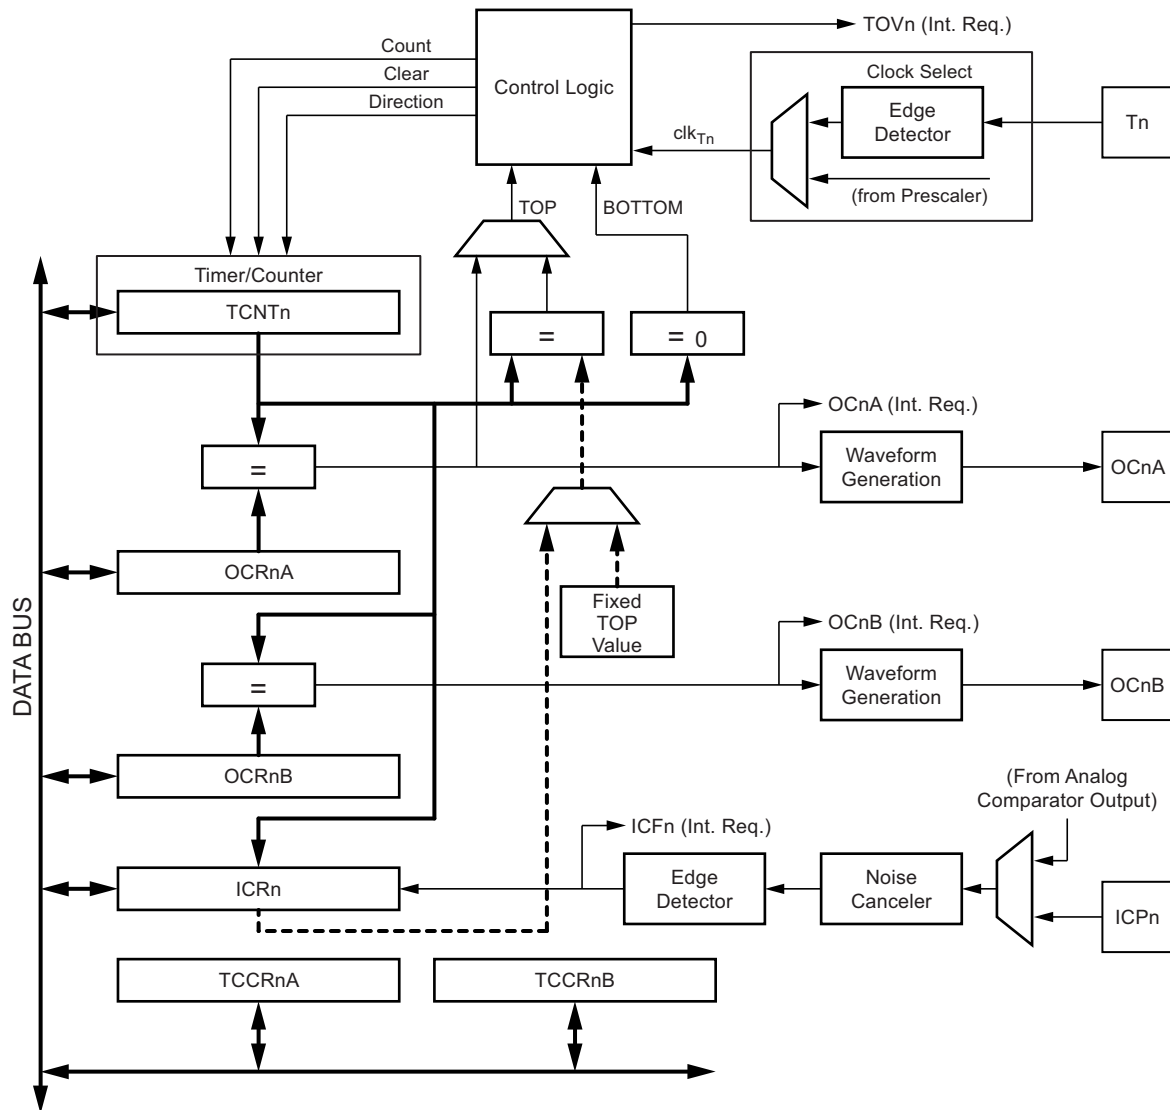 TOVn (Int. Req.)
Count
Clear
Direction
Control Logic
Clock Select
Edge
Detector
Tn
clkTn
(from Prescaler)
TOP
BOTTOM
Timer/Counter
TCNTn
=
= 0
OCnA (Int. Req.)
=
Waveform
Generation
OCnA
OCRnA
Fixed
TOP
Value
DATA BUS
OCnB (Int. Req.)
=
Waveform
Generation
OCnB
OCRnB
(From Analog
Comparator Output)
ICFn (Int. Req.)
ICRn
Edge
Detector
Noise
Canceler
ICPn
TCCRnA
TCCRnB